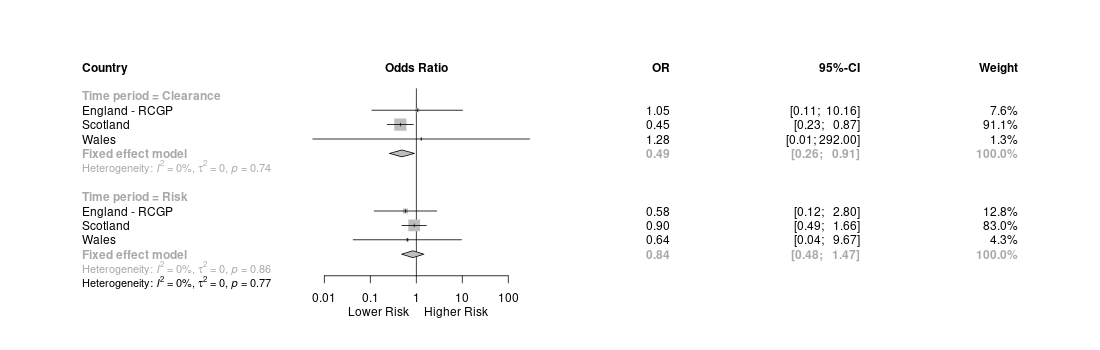 Country Odds Ratio OR 95%-CI Weight
Time period = Clearance
England - RCGP 1.05 [0.11; 10.16] 7.6%
Scotland 0.45 [0.23; 0.87] 91.1%
Wales 1.28 [0.01; 292.00] 1.3%
Fixed effect model 0.49 [0.26; 0.91] 100.0%
Heterogeneity: I² = 0%, τ² = 0, p = 0.74
Time period = Risk
England - RCGP 0.58 [0.12; 2.80] 12.8%
Scotland 0.90 [0.49; 1.66] 83.0%
Wales 0.64 [0.04; 9.67] 4.3%
Fixed effect model 0.84 [0.48; 1.47] 100.0%
Heterogeneity: I² = 0%, τ² = 0, p = 0.86
Heterogeneity: I² = 0%, τ² = 0, p = 0.77
0.01 0.1 1 10 100
Lower Risk Higher Risk